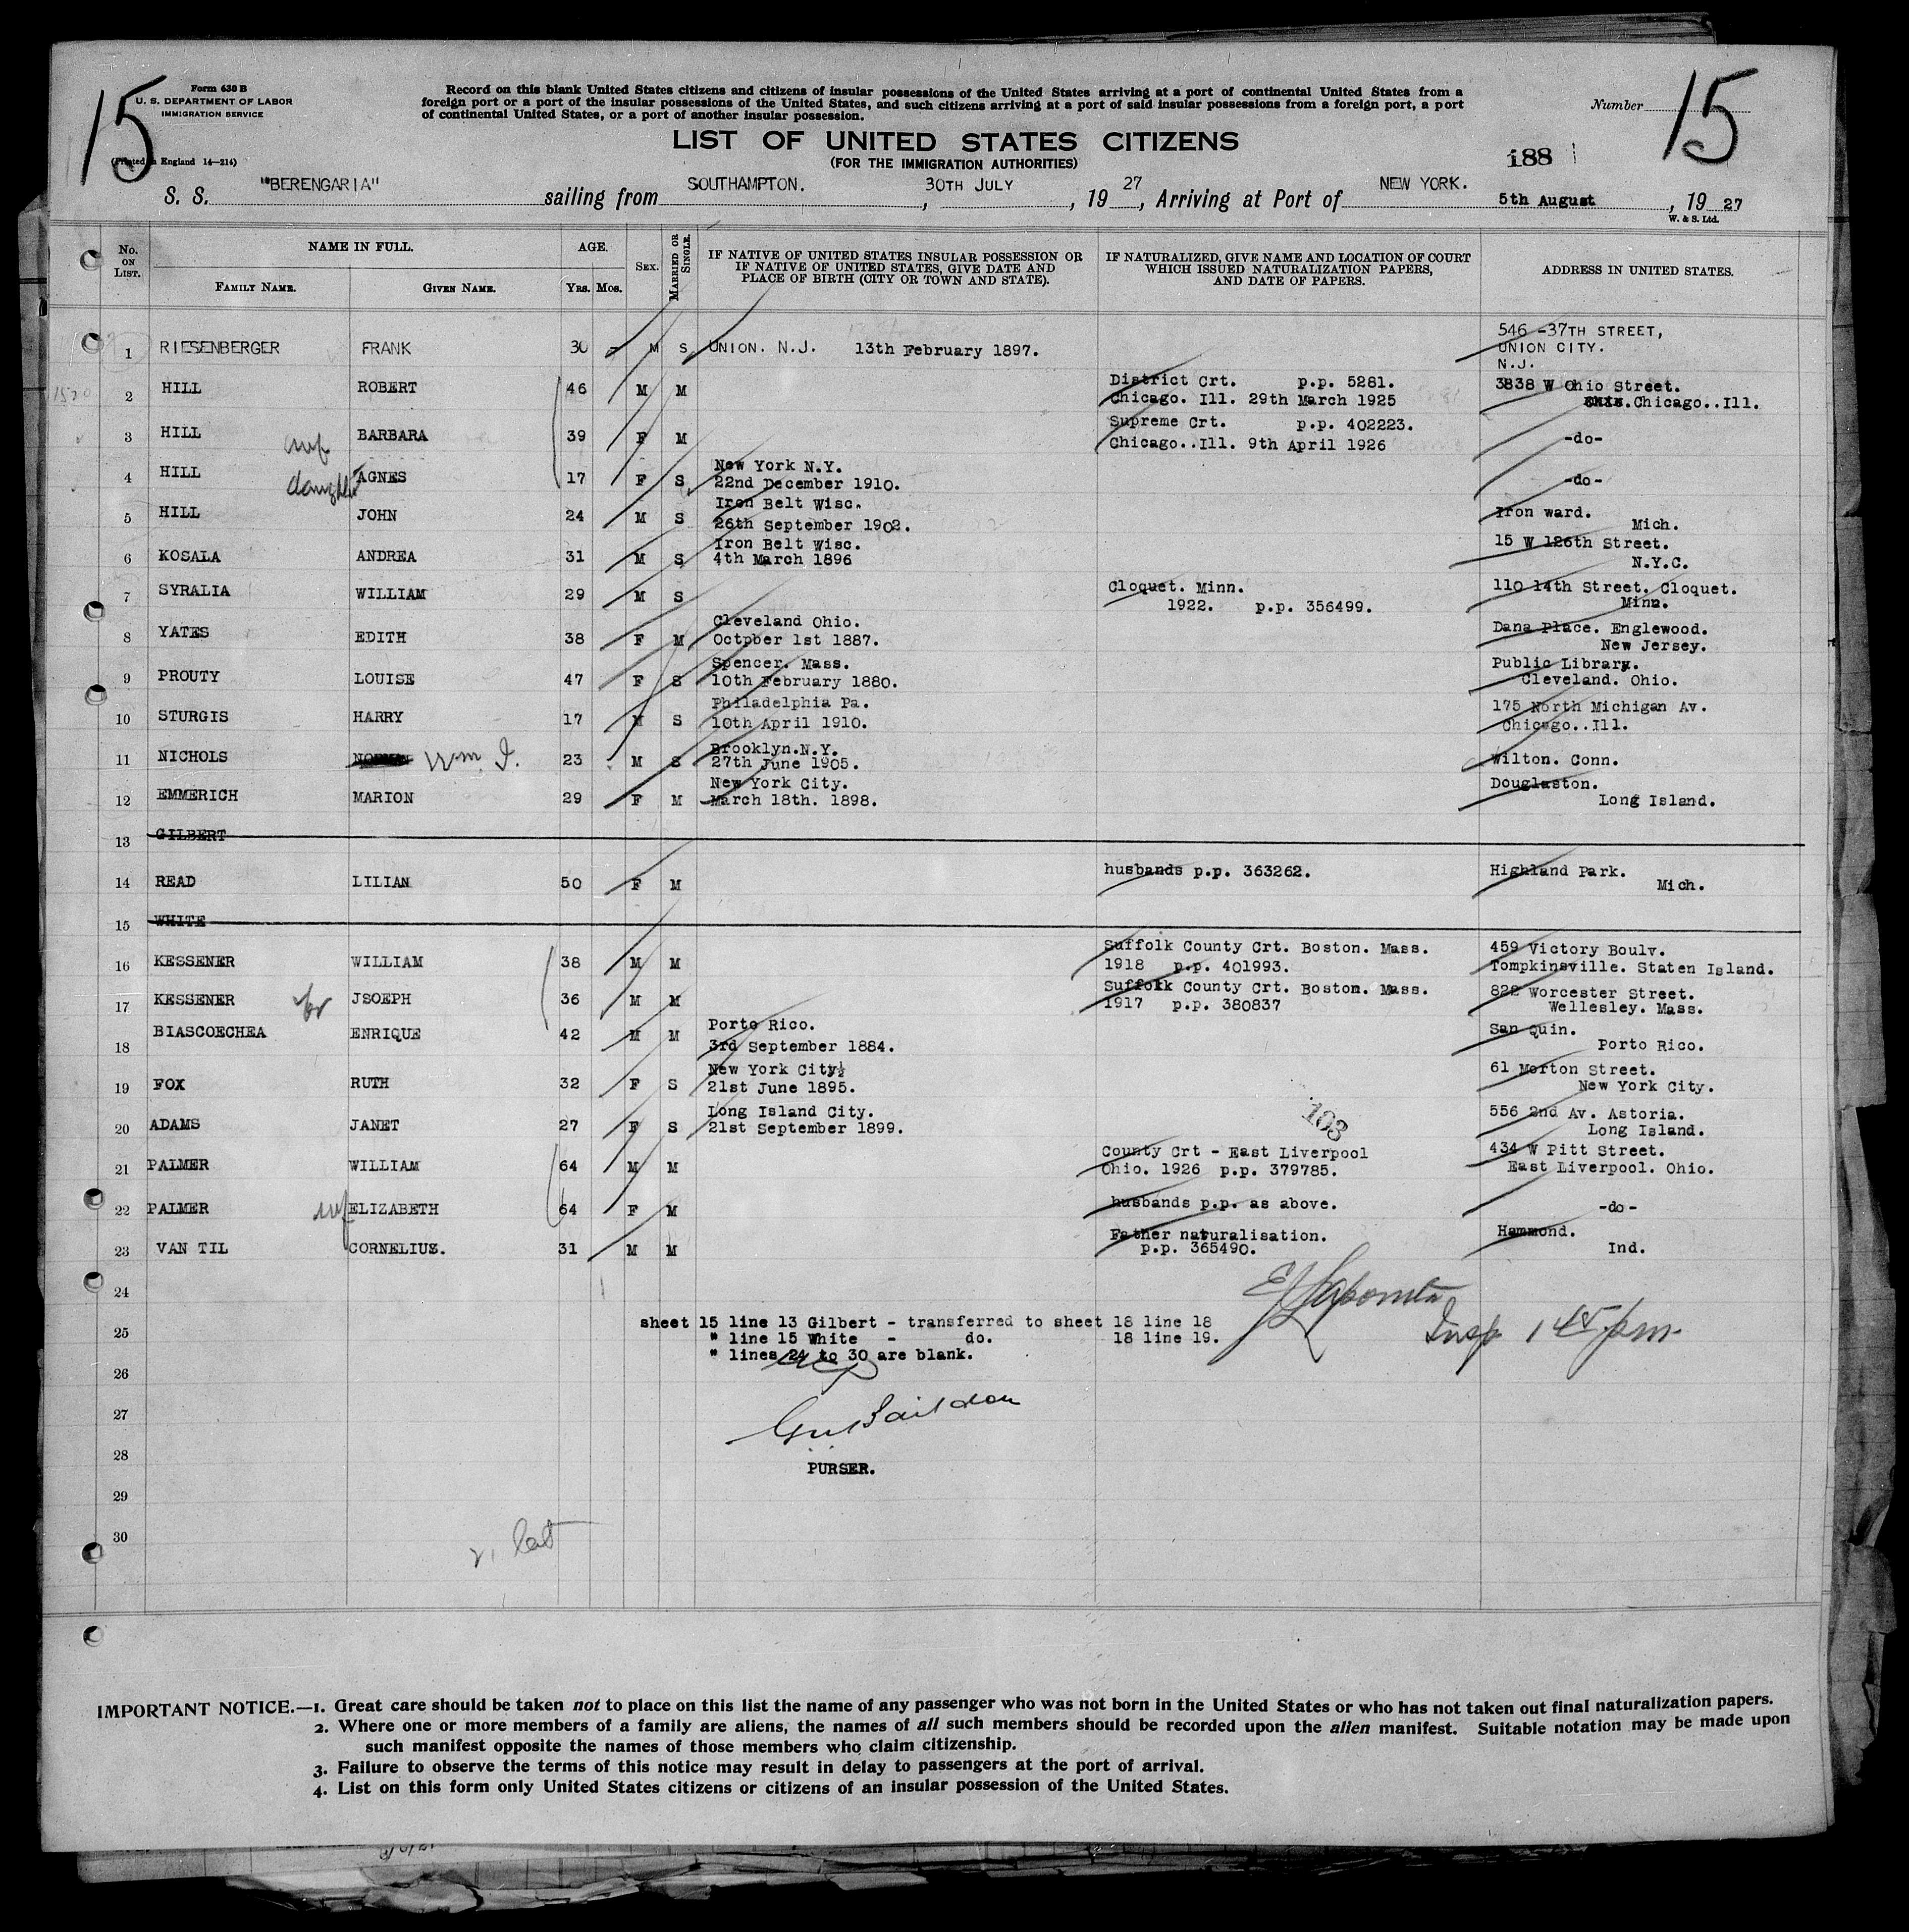 15
Form 630 B
U. S. DEPARTMENT OF LABOR
IMMIGRATION SERVICE
(Printed in England 14—214)
Record on this blank United States citizens and citizens of insular possessions of the United States arriving at a port of continental United States from a
foreign port or a port of the insular possessions of the United States, and such citizens arriving at a port of said insular possessions from a foreign port, a port
of continental United States, or a port of another insular possession.
Number 15
LIST OF UNITED STATES CITIZENS
(FOR THE IMMIGRATION AUTHORITIES)
188
S. S. "BERENGARIA" sailing from SOUTHAMPTON. , 30TH JULY , 19 27 , Arriving at Port of NEW YORK. 5th August , 19 27
W. & S. Ltd.
No. ON LIST. NAME IN FULL. AGE. SEX. MARRIED OR SINGLE. IF NATIVE OF UNITED STATES INSULAR POSSESSION OR IF NATIVE OF UNITED STATES, GIVE DATE AND PLACE OF BIRTH (CITY OR TOWN AND STATE). IF NATURALIZED, GIVE NAME AND LOCATION OF COURT WHICH ISSUED NATURALIZATION PAPERS, AND DATE OF PAPERS. ADDRESS IN UNITED STATES.
FAMILY NAME. GIVEN NAME. YRS. MOS.
1 RIESENBERGER FRANK 30 - M S UNION. N.J. 13th February 1897. 546 -37TH STREET, UNION CITY. N.J.
2 HILL ROBERT 46 M M District Crt. p.p. 5281. Chicago. Ill. 29th March 1925 3838 W Ohio Street. Chicago..Ill.
3 HILL wf BARBARA 39 F M Supreme Crt. p.p. 402223. Chicago..Ill. 9th April 1926 -do-
4 HILL daughter AGNES 17 F S New York N.Y. 22nd December 1910. -do-
5 HILL JOHN 24 M S Iron Belt Wisc. 26th September 1902. Iron ward. Mich.
6 KOSALA ANDREA 31 M S Iron Belt Wisc. 4th March 1896 15 W 126th Street. N.Y.C.
7 SYRALIA WILLIAM 29 M S Cloquet. Minn. 1922. p.p. 356499. 110 14th Street. Cloquet. Minn.
8 YATES EDITH 38 F M Cleveland Ohio. October 1st 1887. Dana Place. Englewood. New Jersey.
9 PROUTY LOUISE 47 F S Spencer. Mass. 10th February 1880. Public Library. Cleveland. Ohio.
10 STURGIS HARRY 17 M S Philadelphia Pa. 10th April 1910. 175 North Michigan Av. Chicago..Ill.
11 NICHOLS Wm. I. 23 M S Brooklyn.N.Y. 27th June 1905. Wilton. Conn.
12 EMMERICH MARION 29 F M New York City. March 18th. 1898. Douglaston. Long Island.
13 GILBERT
14 READ LILIAN 50 F M husbands p.p. 363262. Highland Park. Mich.
15 WHITE
16 KESSENER WILLIAM 38 M M Suffolk County Crt. Boston. Mass. 1918 p.p. 401993. 459 Victory Boulv. Tompkinsville. Staten Island.
17 KESSENER br JSOEPH 36 M M Suffolk County Crt. Boston. Mass. 1917 p.p. 380837 822 Worcester Street. Wellesley. Mass.
18 BIASCOECHEA ENRIQUE 42 M M Porto Rico. 3rd September 1884. San Quin. Porto Rico.
19 FOX RUTH 32 F S New York City½ 21st June 1895. 61 Morton Street. New York City.
20 ADAMS JANET 27 F S Long Island City. 21st September 1899. 103 556 2nd Av. Astoria. Long Island.
21 PALMER WILLIAM 64 M M County Crt - East Liverpool Ohio. 1926 p.p. 379785. 434 W Pitt Street. East Liverpool. Ohio.
22 PALMER wf ELIZABETH 64 F M husbands p.p. as above. -do-
23 VAN TIL CORNELIUS. 31 M M Father naturalisation. p.p. 365490. Hammond. Ind.
24
25 sheet 15 line 13 Gilbert - transferred to sheet 18 line 18
" line 15 White - do. 18 line 19.
" lines 24 to 30 are blank.
Insp 1 45 pm
26
27
28 PURSER.
29
30
IMPORTANT NOTICE.—1. Great care should be taken not to place on this list the name of any passenger who was not born in the United States or who has not taken out final naturalization papers.
2. Where one or more members of a family are aliens, the names of all such members should be recorded upon the alien manifest. Suitable notation may be made upon
such manifest opposite the names of those members who claim citizenship.
3. Failure to observe the terms of this notice may result in delay to passengers at the port of arrival.
4. List on this form only United States citizens or citizens of an insular possession of the United States.